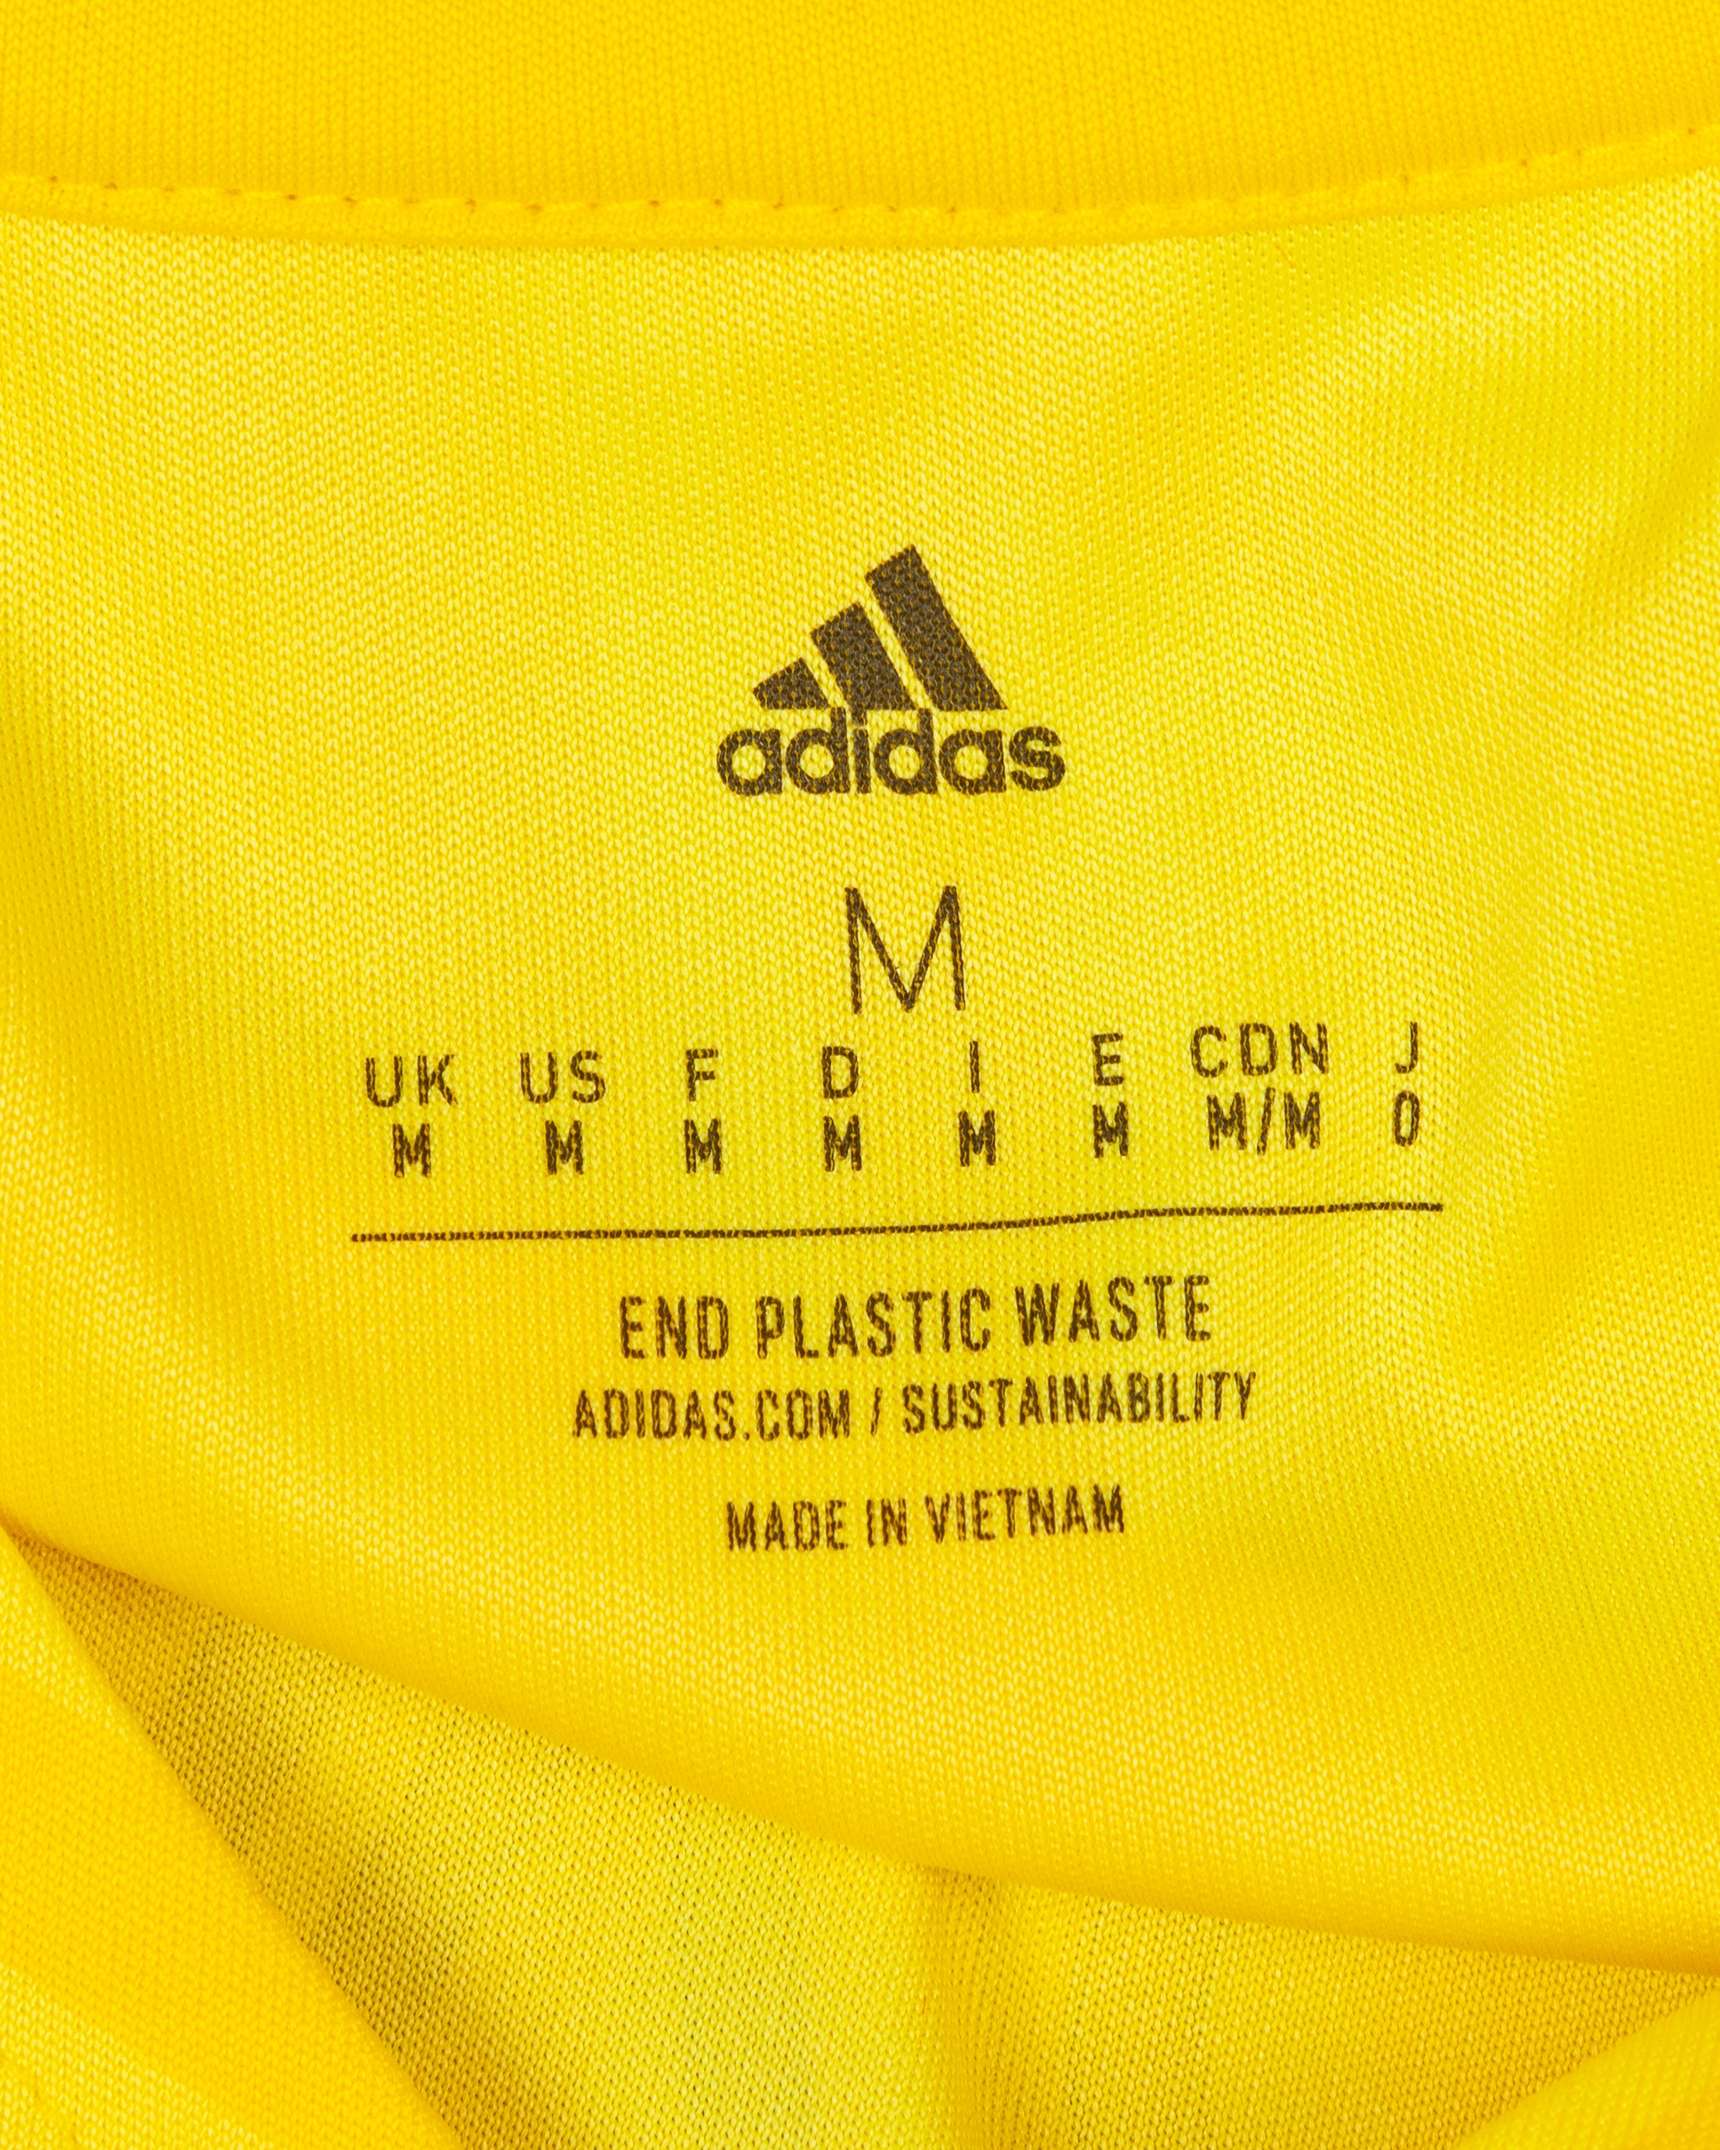 adidas
M
UK US F D I E CDN J
M M M M M M M/M O
END PLASTIC WASTE
ADIDAS.COM / SUSTAINABILITY
MADE IN VIETNAM